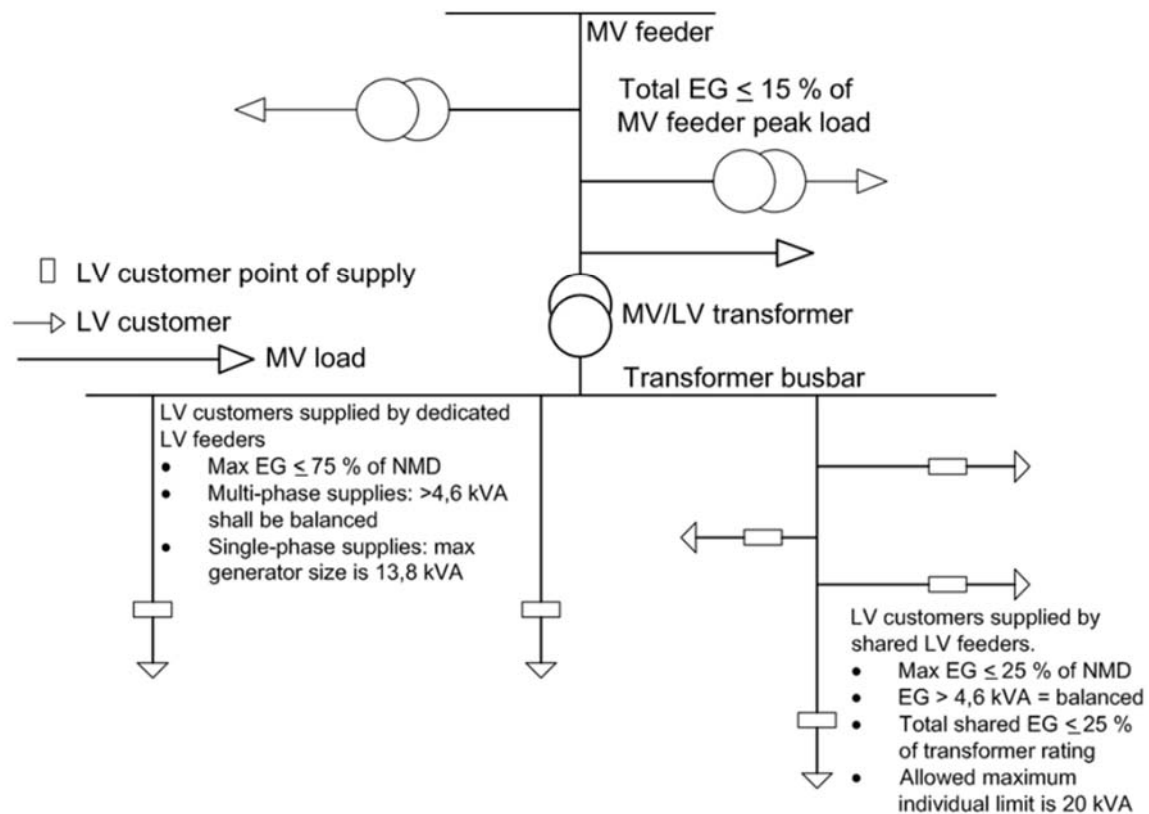 MV feeder
Total EG ≤ 15 % of
MV feeder peak load
LV customer point of supply
LV customer
MV load
MV/LV transformer
Transformer busbar
LV customers supplied by dedicated
LV feeders
• Max EG ≤ 75 % of NMD
• Multi-phase supplies: >4,6 kVA
shall be balanced
• Single-phase supplies: max
generator size is 13,8 kVA
LV customers supplied by
shared LV feeders.
• Max EG ≤ 25 % of NMD
• EG > 4,6 kVA = balanced
• Total shared EG ≤ 25 %
of transformer rating
• Allowed maximum
individual limit is 20 kVA